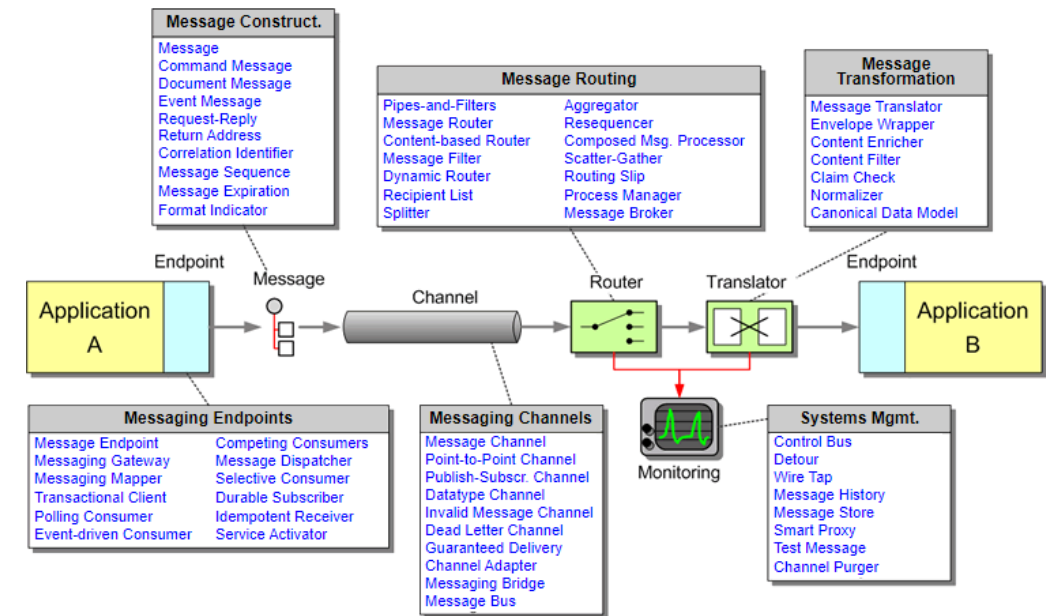 Message Construct.
Message
Command Message
Document Message
Event Message
Request-Reply
Return Address
Correlation Identifier
Message Sequence
Message Expiration
Format Indicator
Message Routing
Pipes-and-Filters
Message Router
Content-based Router
Message Filter
Dynamic Router
Recipient List
Splitter
Aggregator
Resequencer
Composed Msg. Processor
Scatter-Gather
Routing Slip
Process Manager
Message Broker
Message
Transformation
Message Translator
Envelope Wrapper
Content Enricher
Content Filter
Claim Check
Normalizer
Canonical Data Model
Endpoint
Application
A
Message
Channel
Router
Translator
Endpoint
Application
B
Messaging Endpoints
Message Endpoint
Messaging Gateway
Messaging Mapper
Transactional Client
Polling Consumer
Event-driven Consumer
Competing Consumers
Message Dispatcher
Selective Consumer
Durable Subscriber
Idempotent Receiver
Service Activator
Messaging Channels
Message Channel
Point-to-Point Channel
Publish-Subscr. Channel
Datatype Channel
Invalid Message Channel
Dead Letter Channel
Guaranteed Delivery
Channel Adapter
Messaging Bridge
Message Bus
Monitoring
Systems Mgmt.
Control Bus
Detour
Wire Tap
Message History
Message Store
Smart Proxy
Test Message
Channel Purger